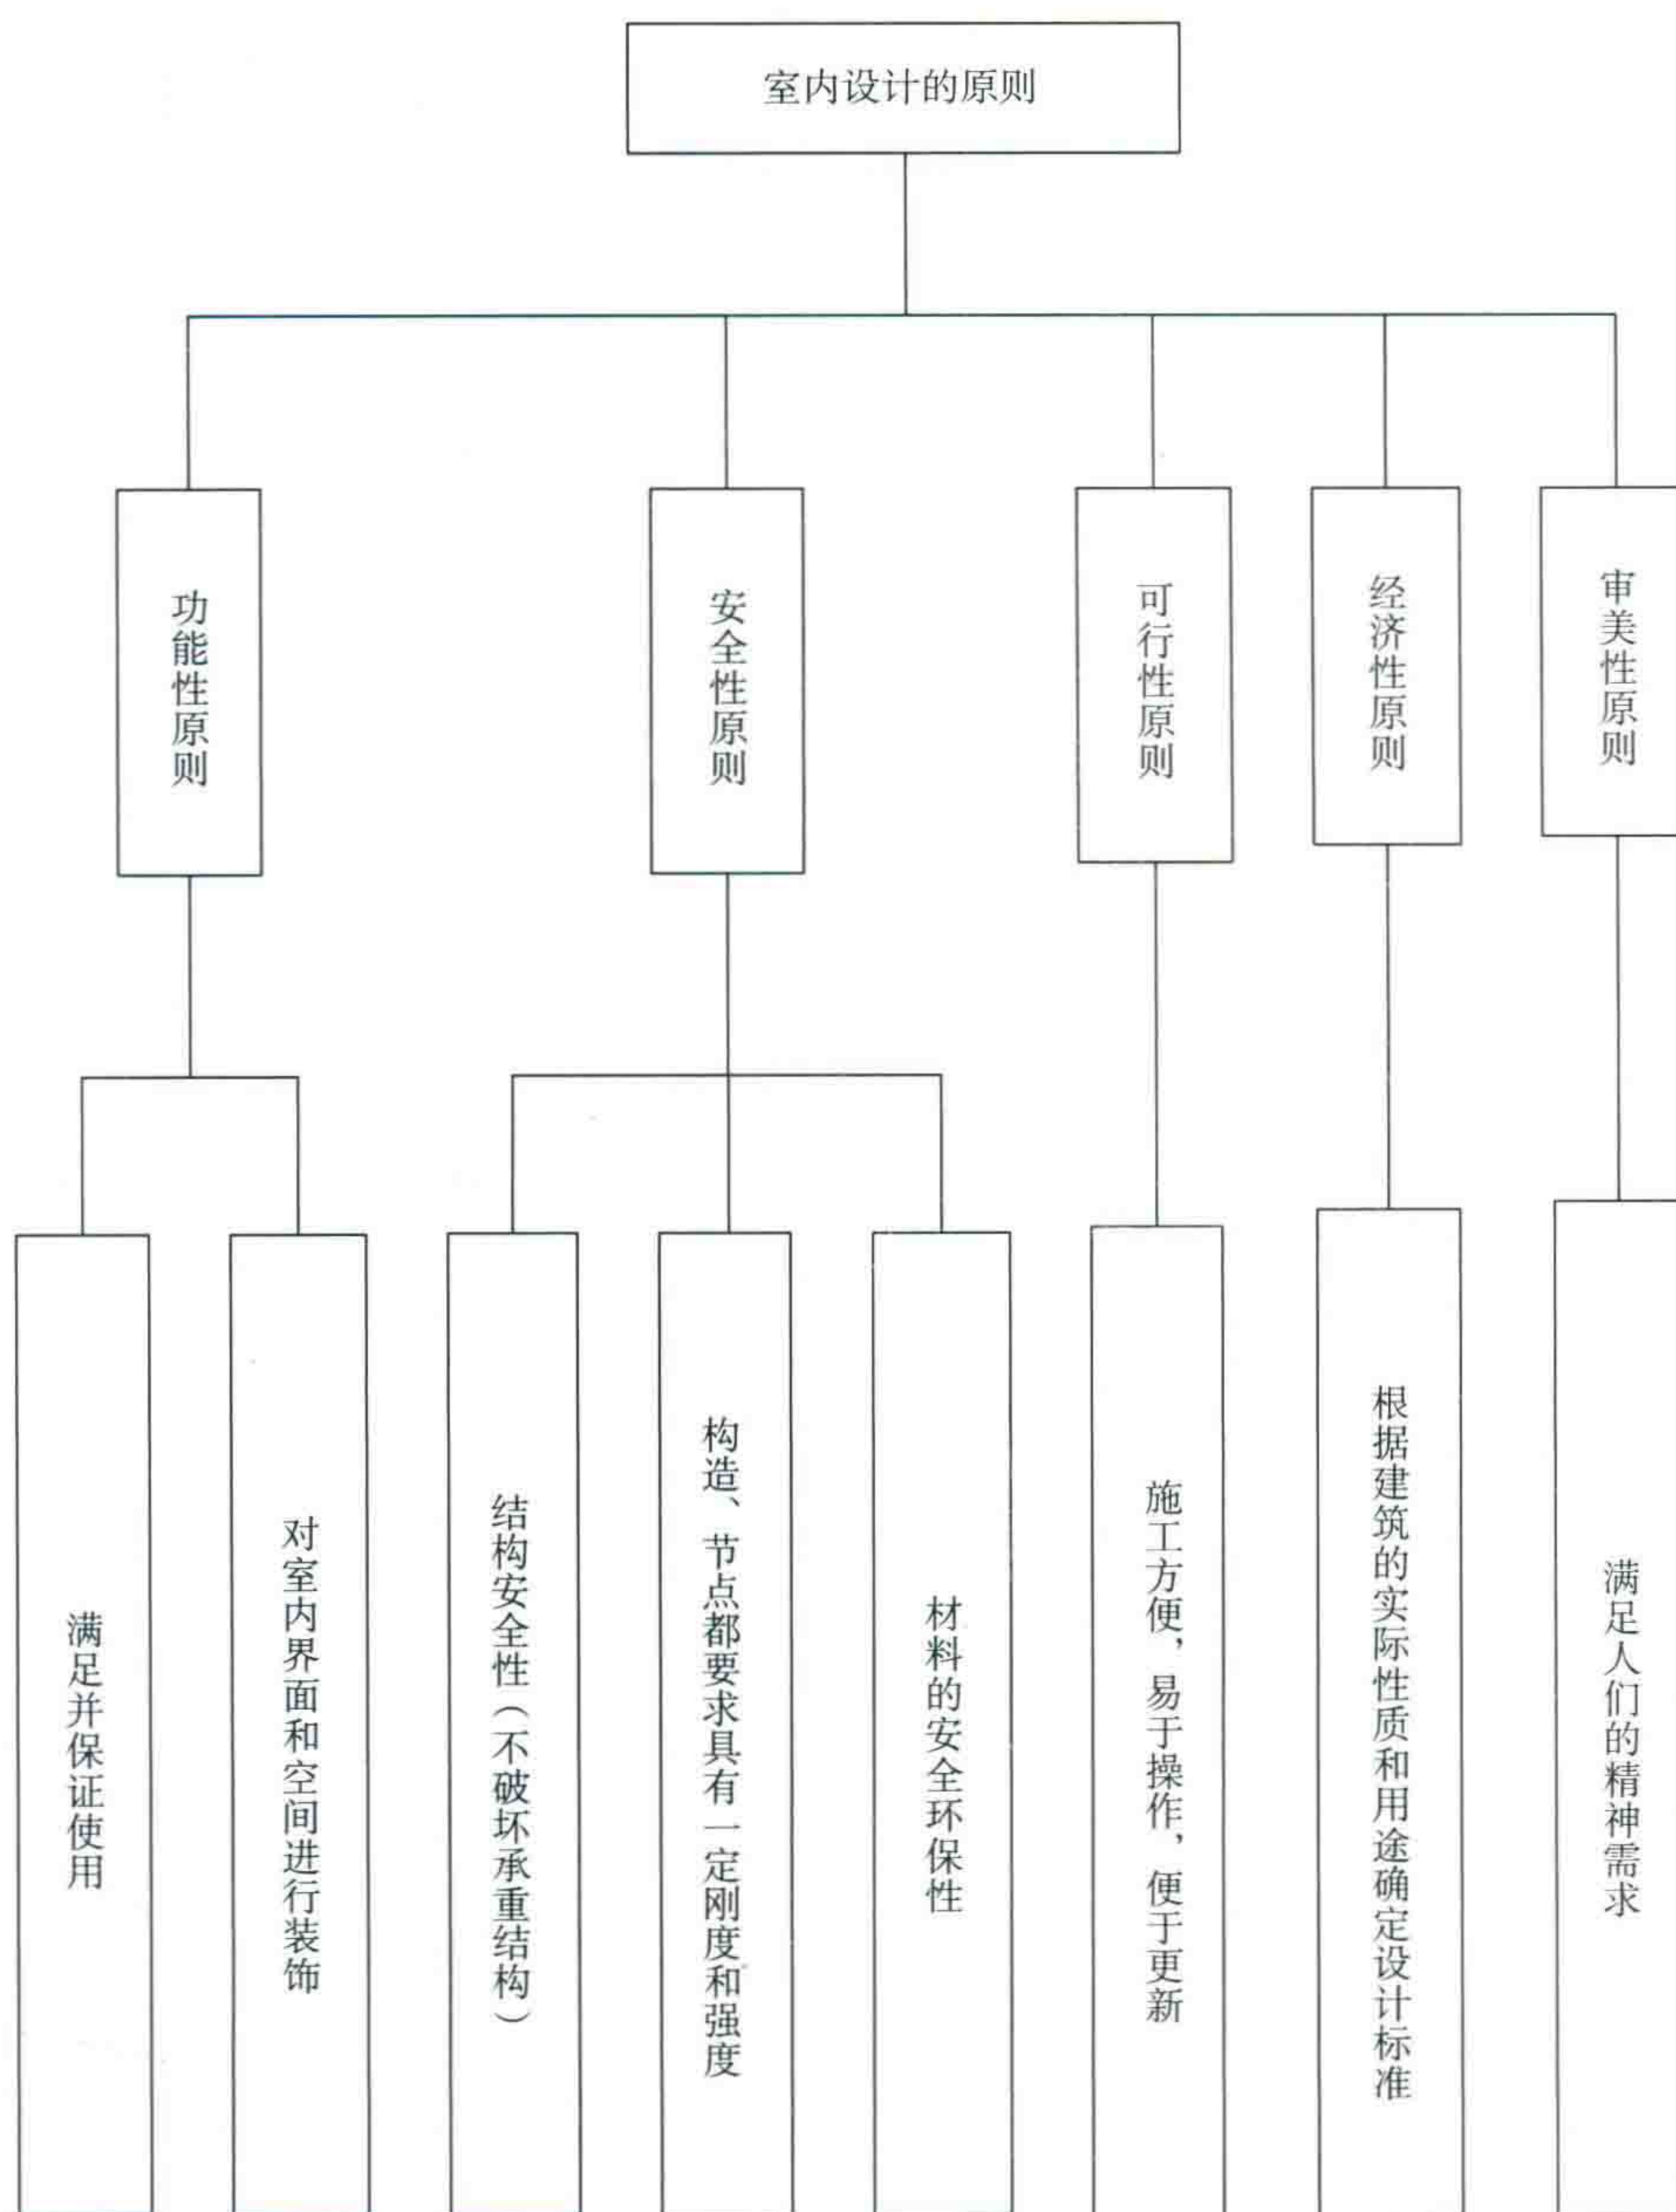 室内设计的原则
功能性原则
安全性原则
可行性原则
经济性原则
审美性原则
满足并保证使用
对室内界面和空间进行装饰
结构安全性（不破坏承重结构）
构造、节点都要求具有一定刚度和强度
材料的安全环保性
施工方便，易于操作，便于更新
根据建筑的实际性质和用途确定设计标准
满足人们的精神需求